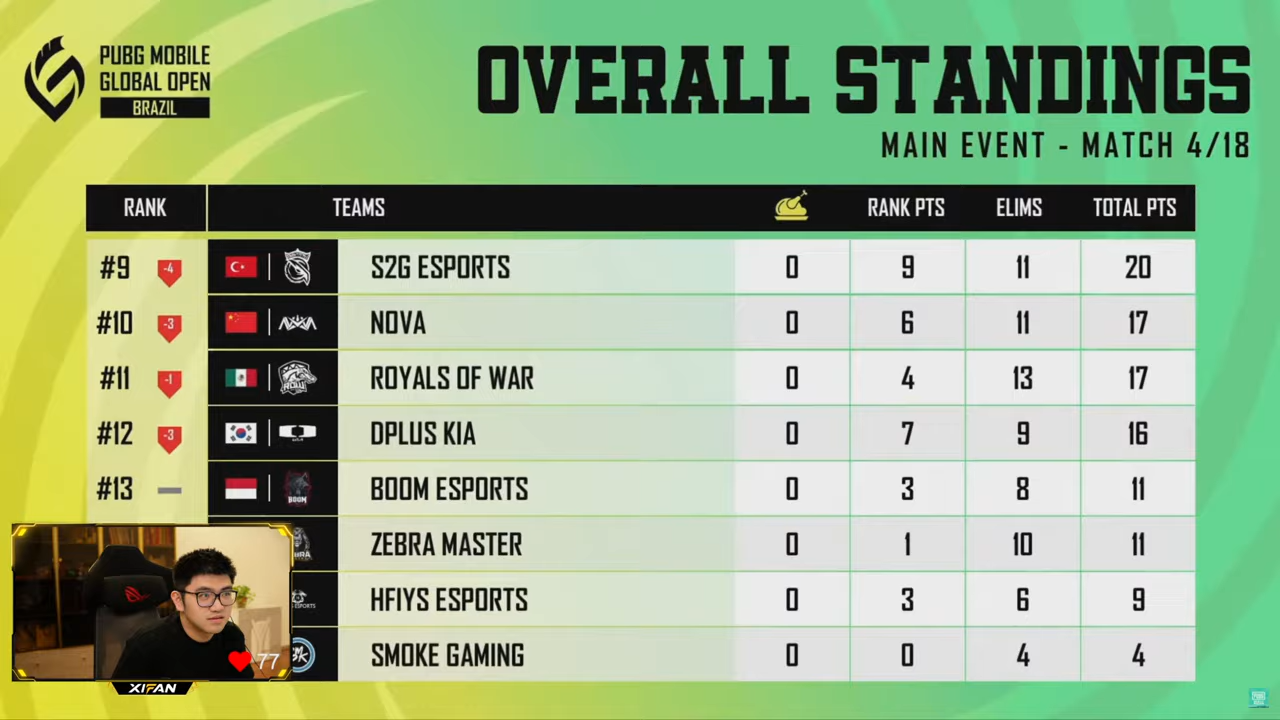 PUBG MOBILE
GLOBAL OPEN
BRAZIL
OVERALL STANDINGS
MAIN EVENT - MATCH 4/18
RANK TEAMS RANK PTS ELIMS TOTAL PTS
#9 -4 S2G ESPORTS 0 9 11 20
#10 -3 NOVA 0 6 11 17
#11 -1 ROW ROYALS OF WAR 0 4 13 17
#12 -3 DPLUS KIA 0 7 9 16
#13 BOOM BOOM ESPORTS 0 3 8 11
ZEBRA MASTER 0 1 10 11
HFIYS ESPORTS 0 3 6 9
SMOKE GAMING 0 0 4 4
77
XIFAN